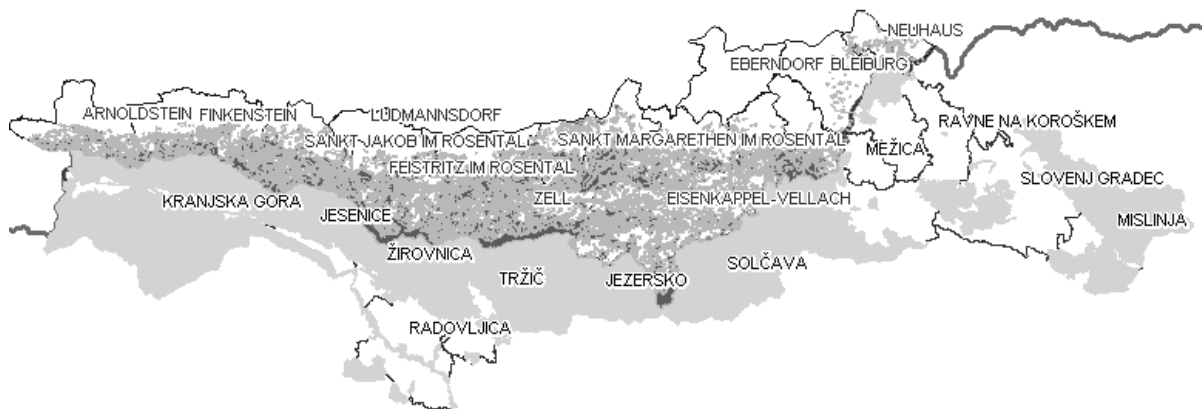 NEUHAUS
EBERNDORF BLEIBURG
ARNOLDSTEIN FINKENSTEIN LUDMANNSDORF
RAVNE NA KOROŠKEM
SANKT JAKOB IM ROSENTAL SANKT MARGARETHEN IM ROSENTAL
MEŽICA
FEISTRITZ IM ROSENTAL
SLOVENJ GRADEC
KRANJSKA GORA ZELL EISENKAPPEL-VELLACH
JESENICE
MISLINJA
ŽIROVNICA
SOLČAVA
TRŽIČ JEZERSKO
RADOVLJICA